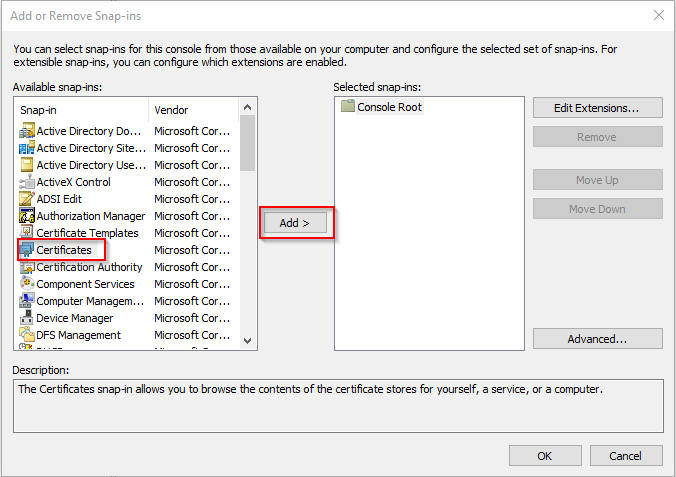 Add or Remove Snap-ins
You can select snap-ins for this console from those available on your computer and configure the selected set of snap-ins. For
extensible snap-ins, you can configure which extensions are enabled.
Available snap-ins:
Selected snap-ins:
Snap-in Vendor
Active Directory Do... Microsoft Cor...
Active Directory Site... Microsoft Cor...
Active Directory Use... Microsoft Cor...
ActiveX Control Microsoft Cor...
ADSI Edit Microsoft Cor...
Authorization Manager Microsoft Cor...
Certificate Templates Microsoft Cor...
Certificates Microsoft Cor...
Certification Authority Microsoft Cor...
Component Services Microsoft Cor...
Computer Managem... Microsoft Cor...
Device Manager Microsoft Cor...
DFS Management Microsoft Cor...
Add >
Console Root
Edit Extensions...
Remove
Move Up
Move Down
Advanced...
Description:
The Certificates snap-in allows you to browse the contents of the certificate stores for yourself, a service, or a computer.
OK
Cancel